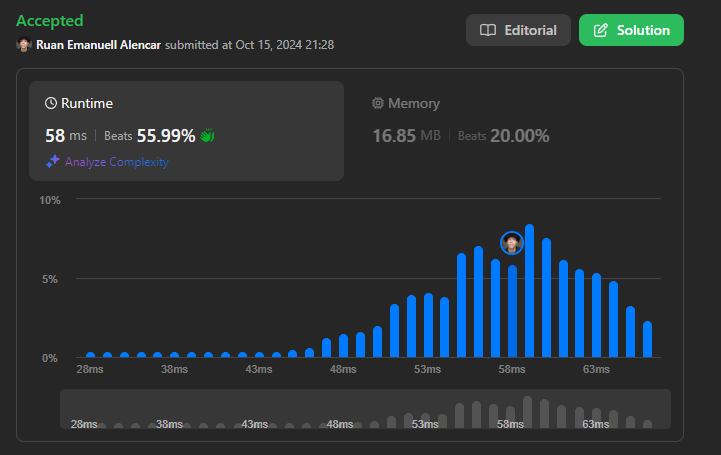 Accepted
Ruan Emanuell Alencar submitted at Oct 15, 2024 21:28
Editorial
Solution
Runtime
58 ms | Beats 55.99%
Analyze Complexity
Memory
16.85 MB | Beats 20.00%
10%
5%
0%
28ms 38ms 43ms 48ms 53ms 58ms 63ms
28ms 38ms 43ms 48ms 53ms 58ms 63ms